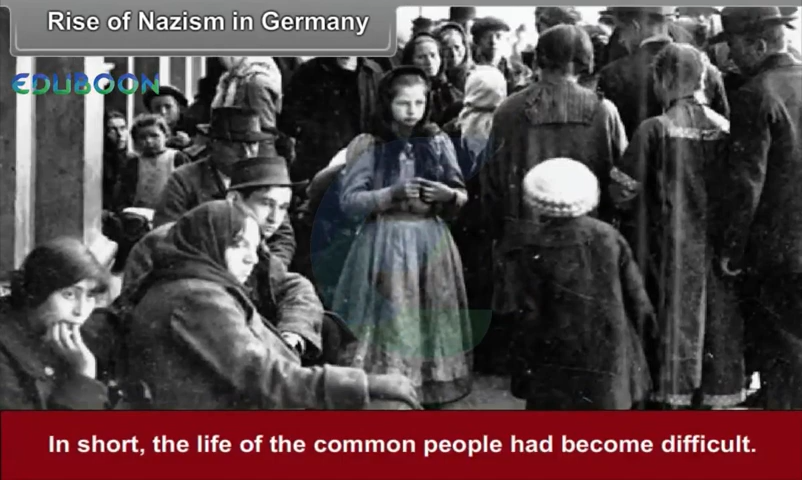 Rise of Nazism in Germany
EDUBOON
In short, the life of the common people had become difficult.